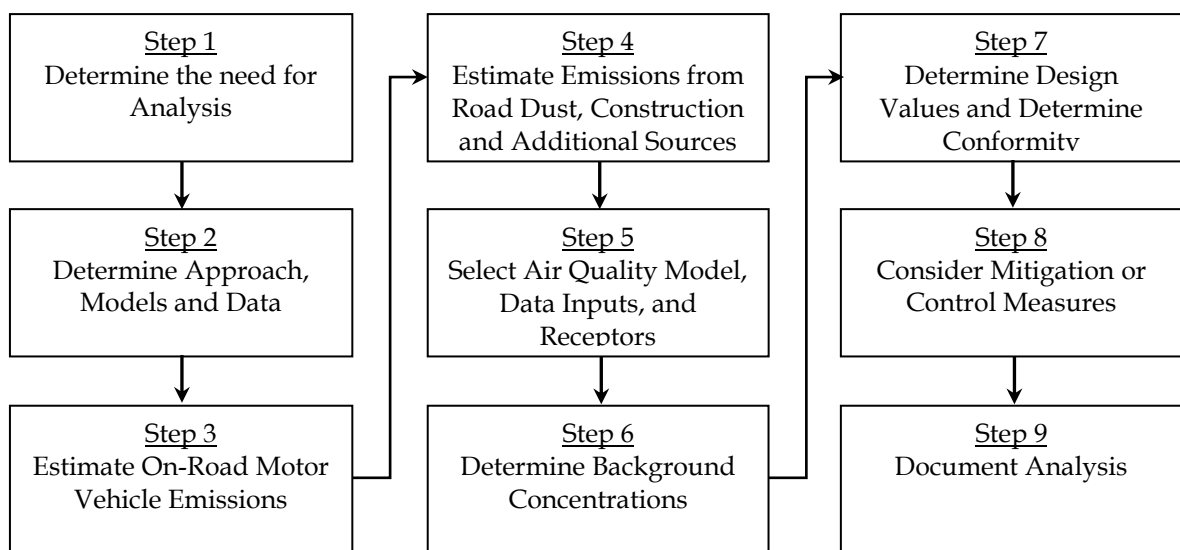 Step 1
Determine the need for
Analysis
Step 2
Determine Approach,
Models and Data
Step 3
Estimate On-Road Motor
Vehicle Emissions
Step 4
Estimate Emissions from
Road Dust, Construction
and Additional Sources
Step 5
Select Air Quality Model,
Data Inputs, and
Receptors
Step 6
Determine Background
Concentrations
Step 7
Determine Design
Values and Determine
Conformity
Step 8
Consider Mitigation or
Control Measures
Step 9
Document Analysis